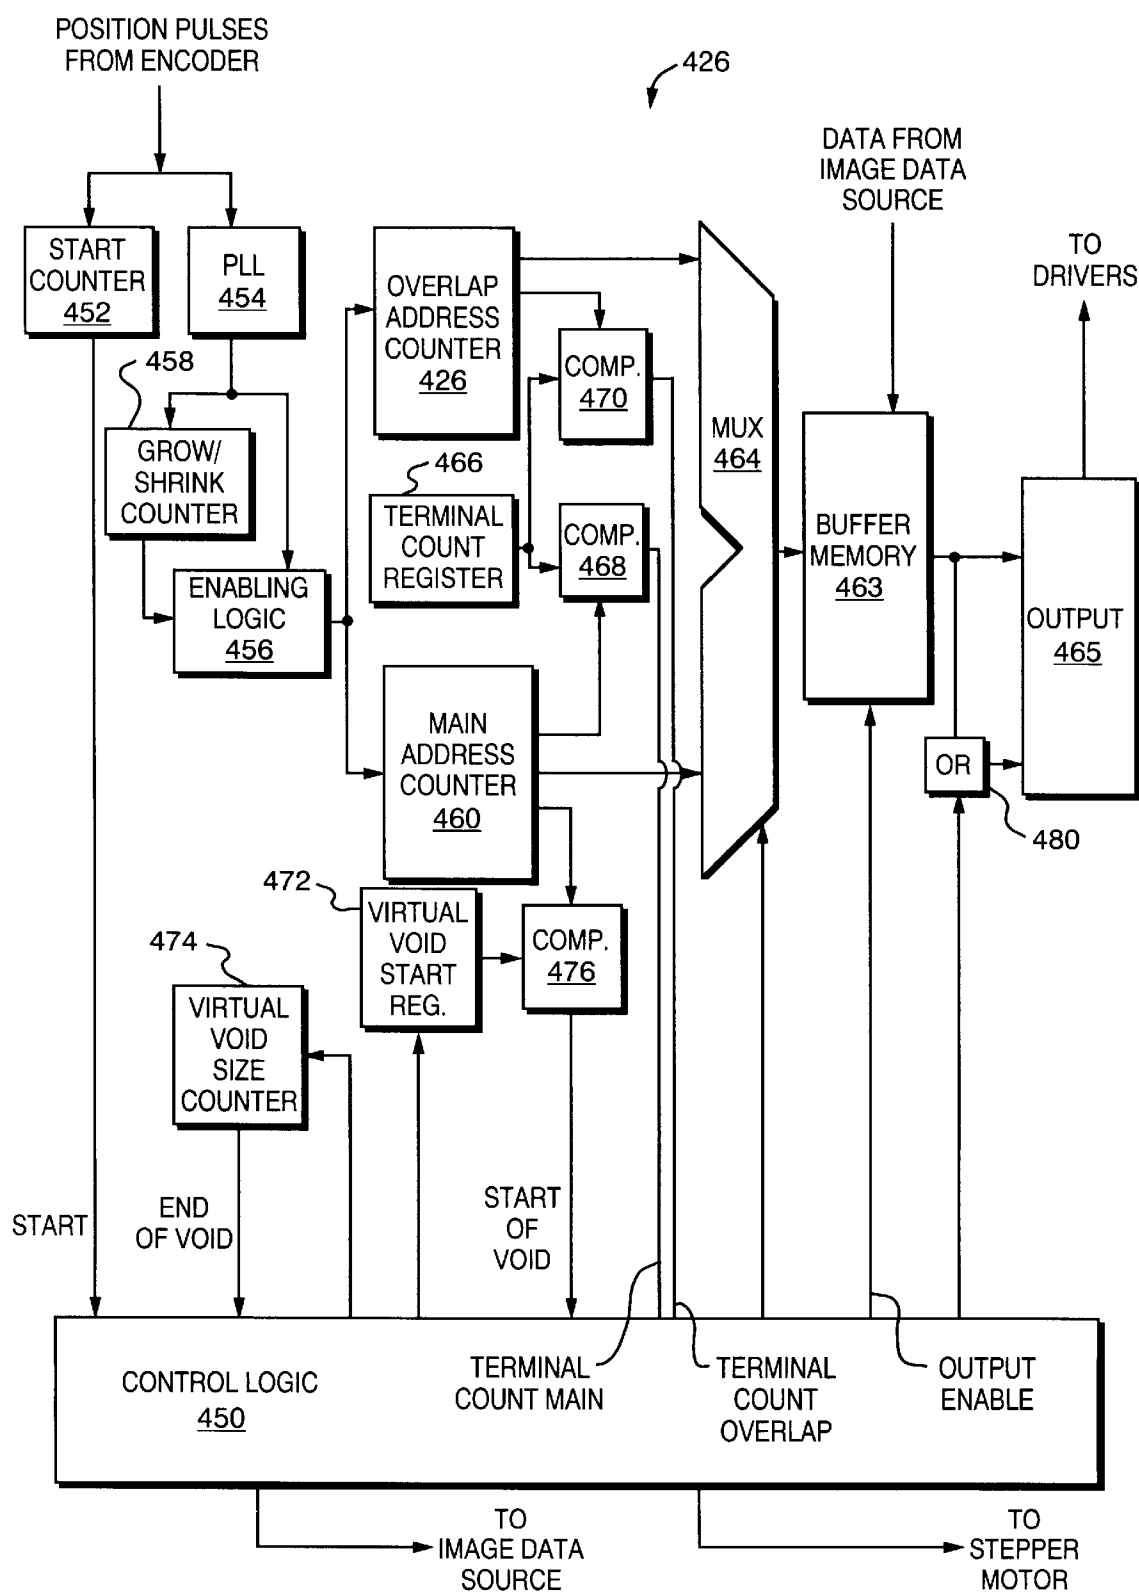 POSITION PULSES
FROM ENCODER
426
DATA FROM
IMAGE DATA
SOURCE
TO
DRIVERS
START
COUNTER
452
PLL
454
OVERLAP
ADDRESS
COUNTER
426
COMP.
470
458
GROW/
SHRINK
COUNTER
466
TERMINAL
COUNT
REGISTER
COMP.
468
MUX
464
BUFFER
MEMORY
463
OUTPUT
465
ENABLING
LOGIC
456
MAIN
ADDRESS
COUNTER
460
OR
480
472
VIRTUAL
VOID
START
REG.
COMP.
476
474
VIRTUAL
VOID
SIZE
COUNTER
START
END
OF VOID
START
OF
VOID
CONTROL LOGIC
450
TERMINAL
COUNT MAIN
TERMINAL
COUNT
OVERLAP
OUTPUT
ENABLE
TO
IMAGE DATA
SOURCE
TO
STEPPER
MOTOR